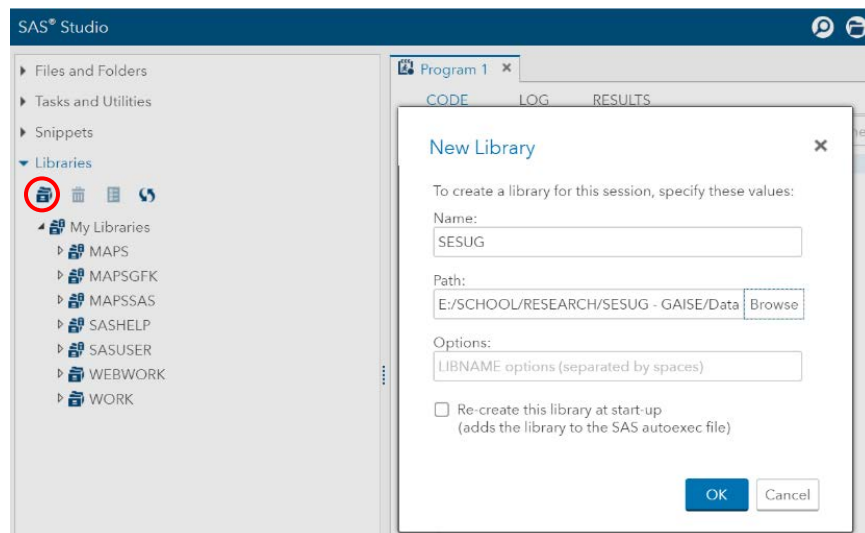 SAS® Studio
Files and Folders
Tasks and Utilities
Snippets
Libraries
My Libraries
MAPS
MAPSGFK
MAPSSAS
SASHELP
SASUSER
WEBWORK
WORK
Program 1
CODE LOG RESULTS
New Library
To create a library for this session, specify these values:
Name:
SESUG
Path:
E:/SCHOOL/RESEARCH/SESUG - GAISE/Data Browse
Options:
LIBNAME options (separated by spaces)
Re-create this library at start-up
(adds the library to the SAS autoexec file)
OK Cancel